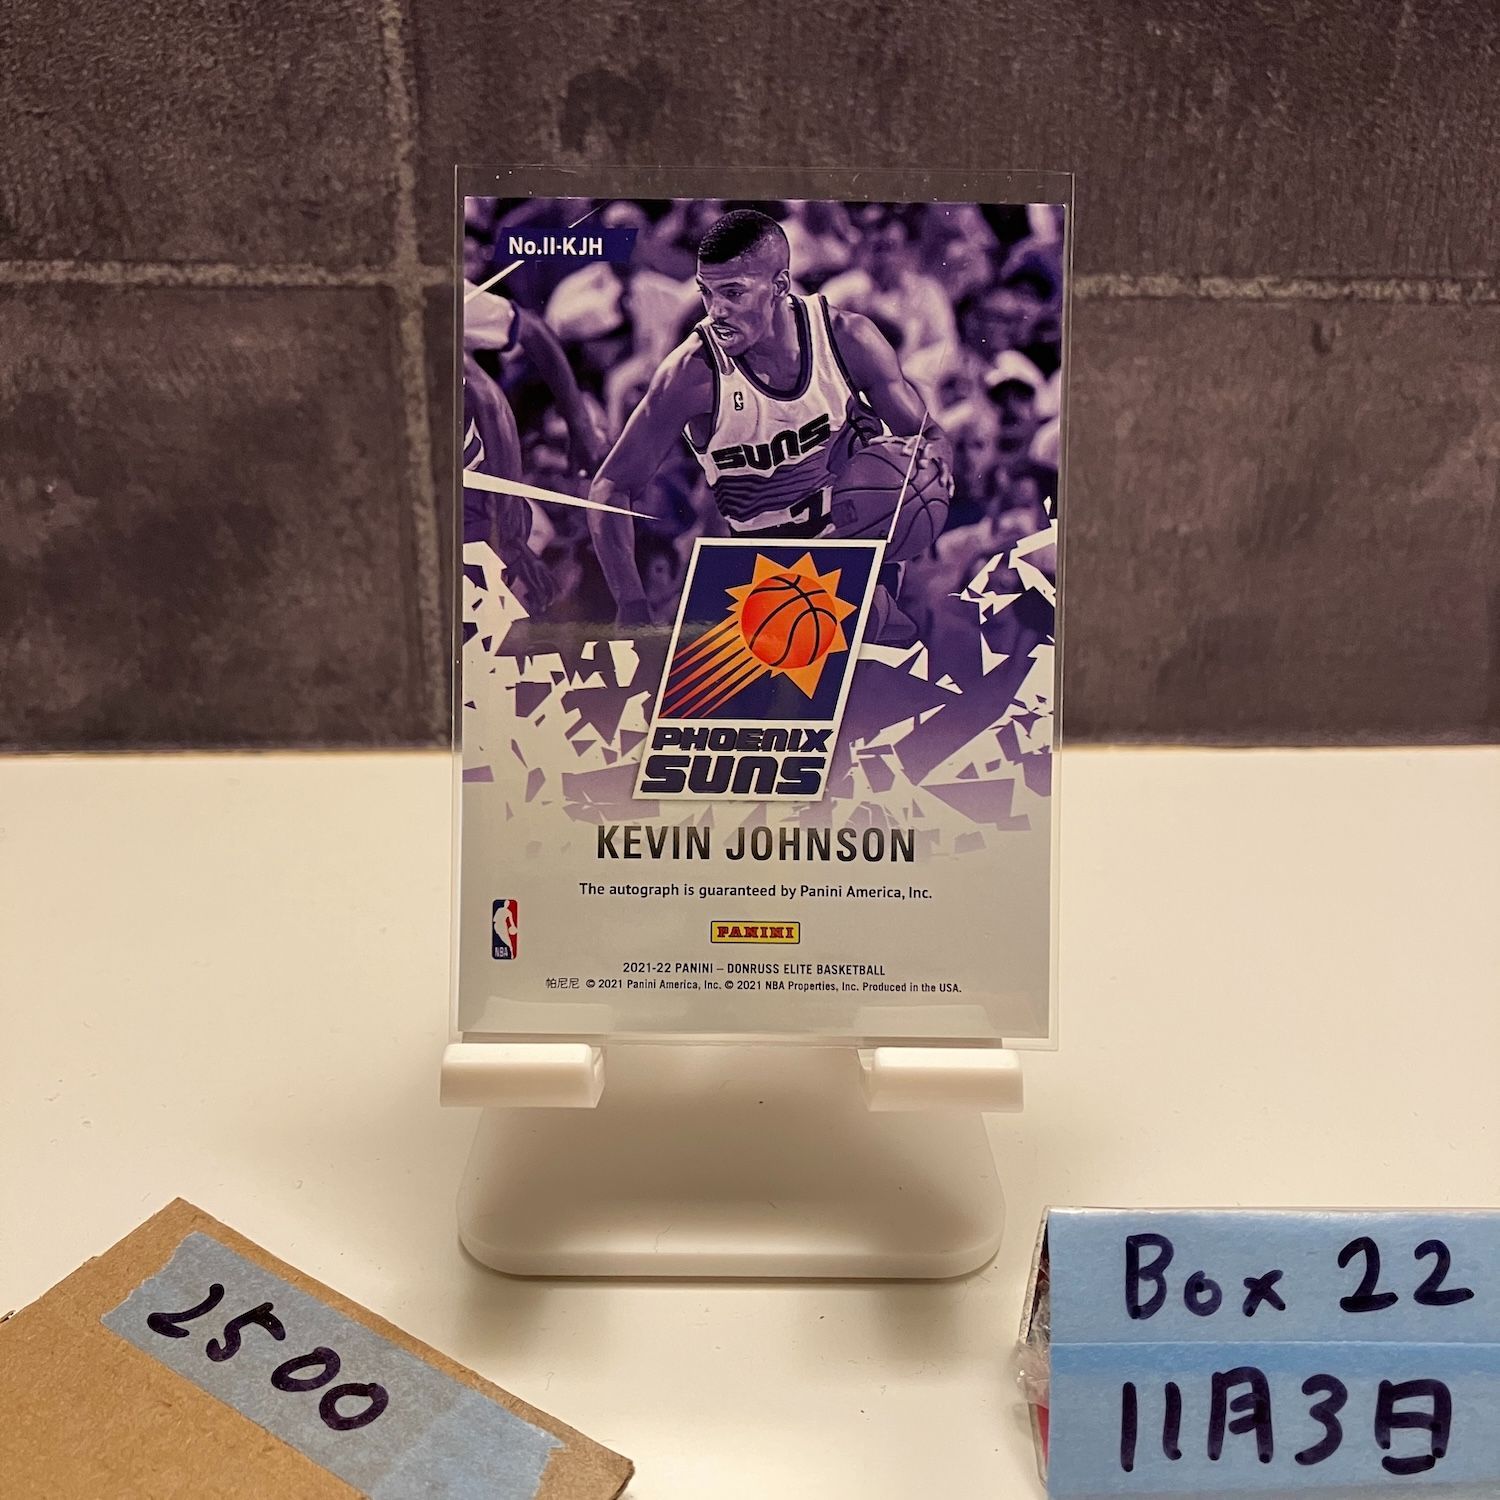 No.II-KJH
SUNS
7
PHOENIX
SUNS
KEVIN JOHNSON
The autograph is guaranteed by Panini America, Inc.
NBA
PANINI
2021-22 PANINI – DONRUSS ELITE BASKETBALL
帕尼尼 © 2021 Panini America, Inc. © 2021 NBA Properties, Inc. Produced in the USA.
2500
Box 22
11月3日